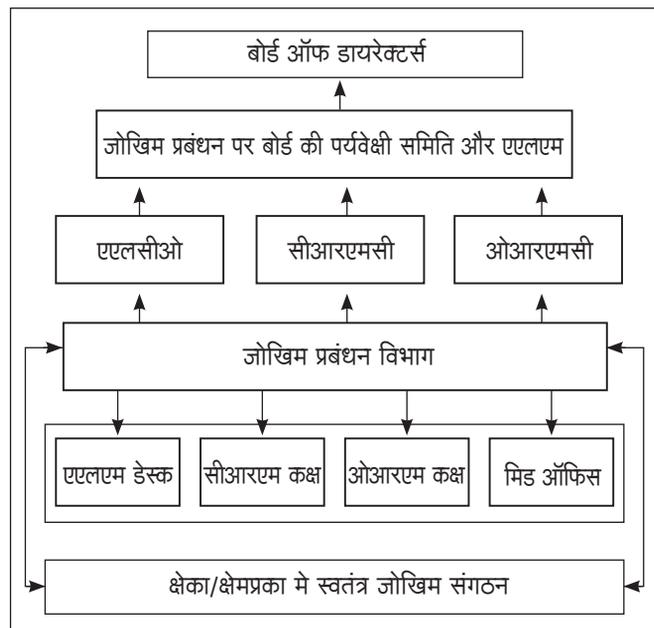 बोर्ड ऑफ डायरेक्टर्स
जोखिम प्रबंधन पर बोर्ड की पर्यवेक्षी समिति और एएलएम
एएलसीओ
सीआरएमसी
ओआरएमसी
जोखिम प्रबंधन विभाग
एएलएम डेस्क
सीआरएम कक्ष
ओआरएम कक्ष
मिड ऑफिस
क्षेका/क्षेमप्रका मे स्वतंत्र जोखिम संगठन